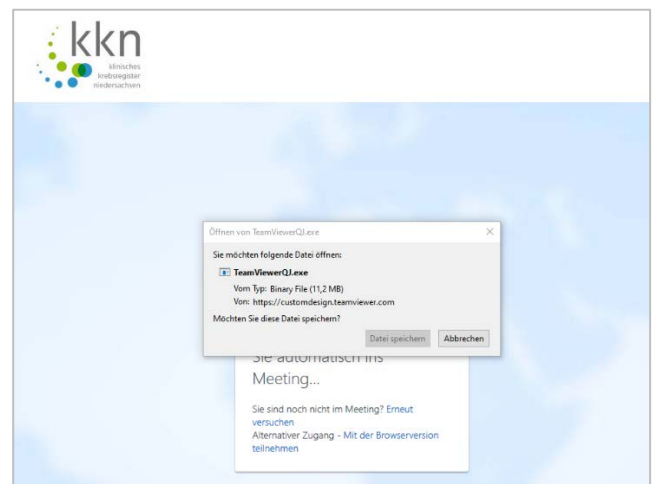 kkn
klinisches
krebsregister
niedersachsen
Öffnen von TeamViewerQJ.exe
Sie möchten folgende Datei öffnen:
TeamViewerQJ.exe
Vom Typ: Binary File (11,2 MB)
Von: https://customdesign.teamviewer.com
Möchten Sie diese Datei speichern?
Datei speichern Abbrechen
Sie automatisch ins
Meeting...
Sie sind noch nicht im Meeting? Erneut
versuchen
Alternativer Zugang - Mit der Browserversion
teilnehmen